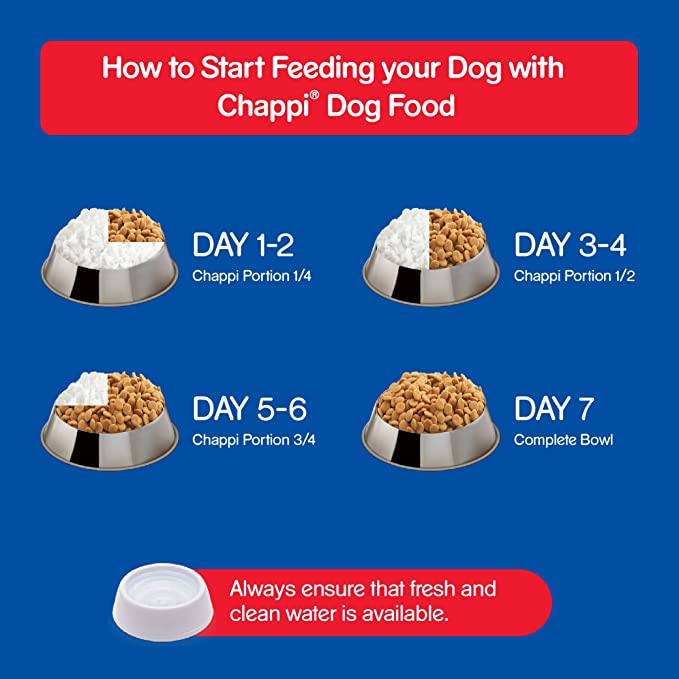 How to Start Feeding your Dog with
Chappi® Dog Food
DAY 1-2
Chappi Portion 1/4
DAY 3-4
Chappi Portion 1/2
DAY 5-6
Chappi Portion 3/4
DAY 7
Complete Bowl
Always ensure that fresh and
clean water is available.